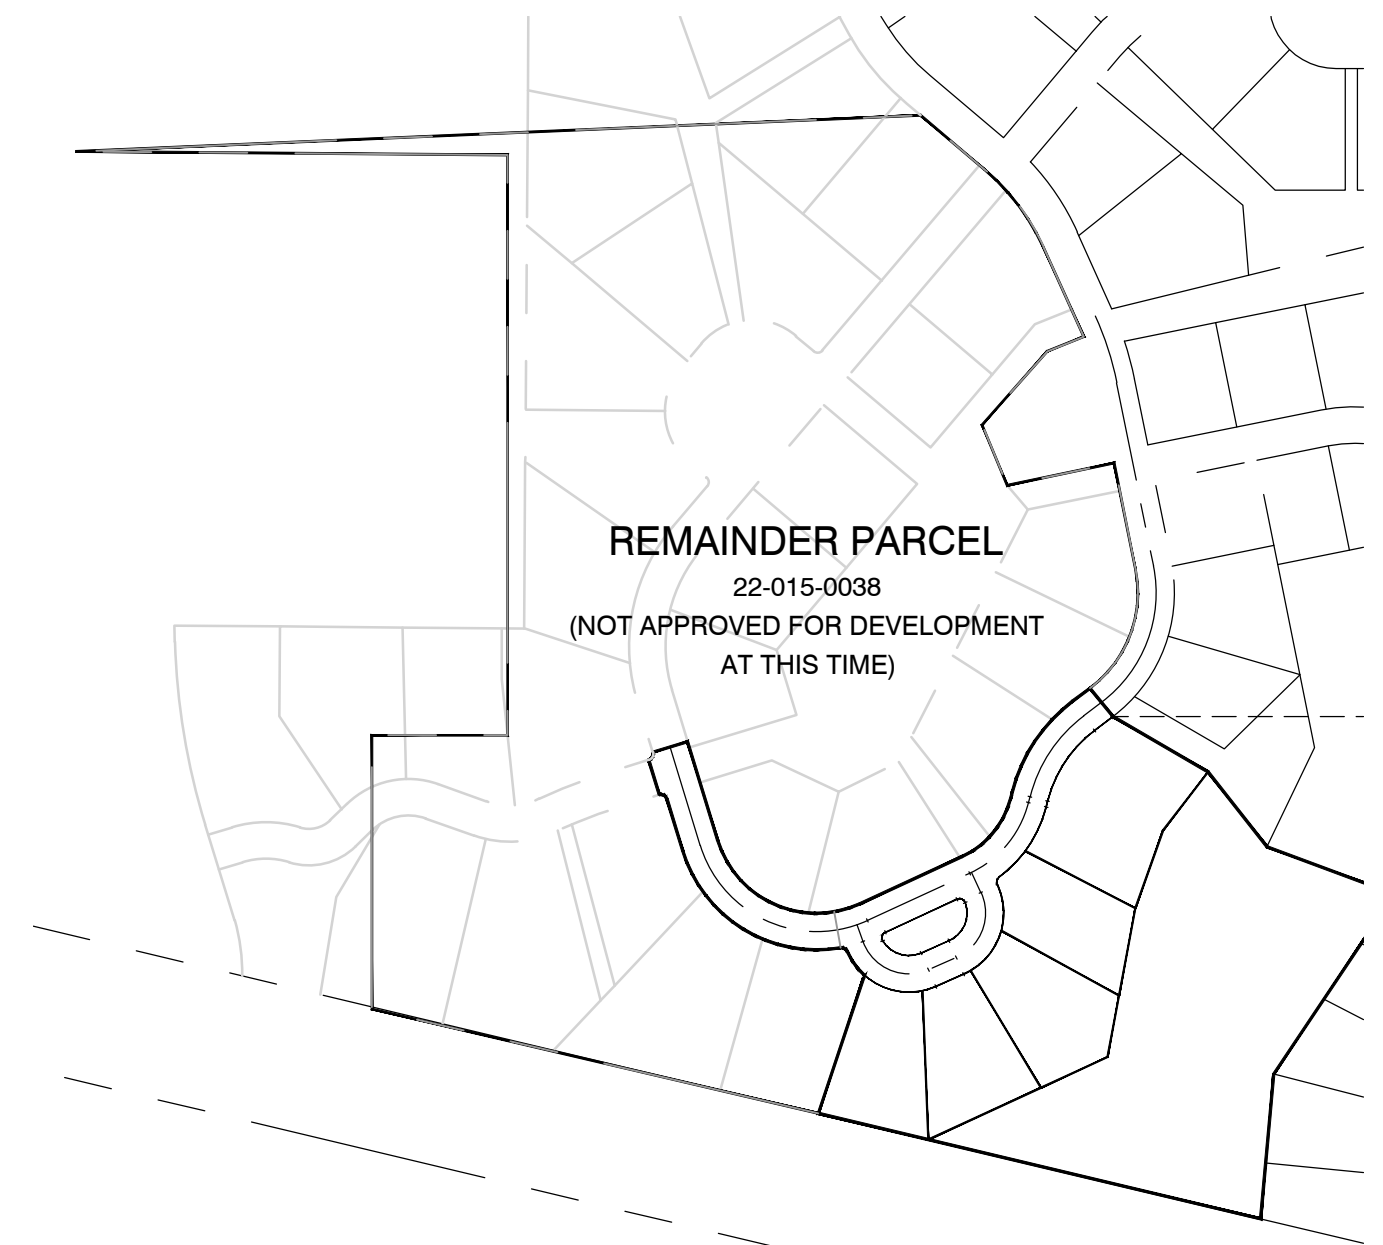 REMAINDER PARCEL
22-015-0038
(NOT APPROVED FOR DEVELOPMENT
AT THIS TIME)